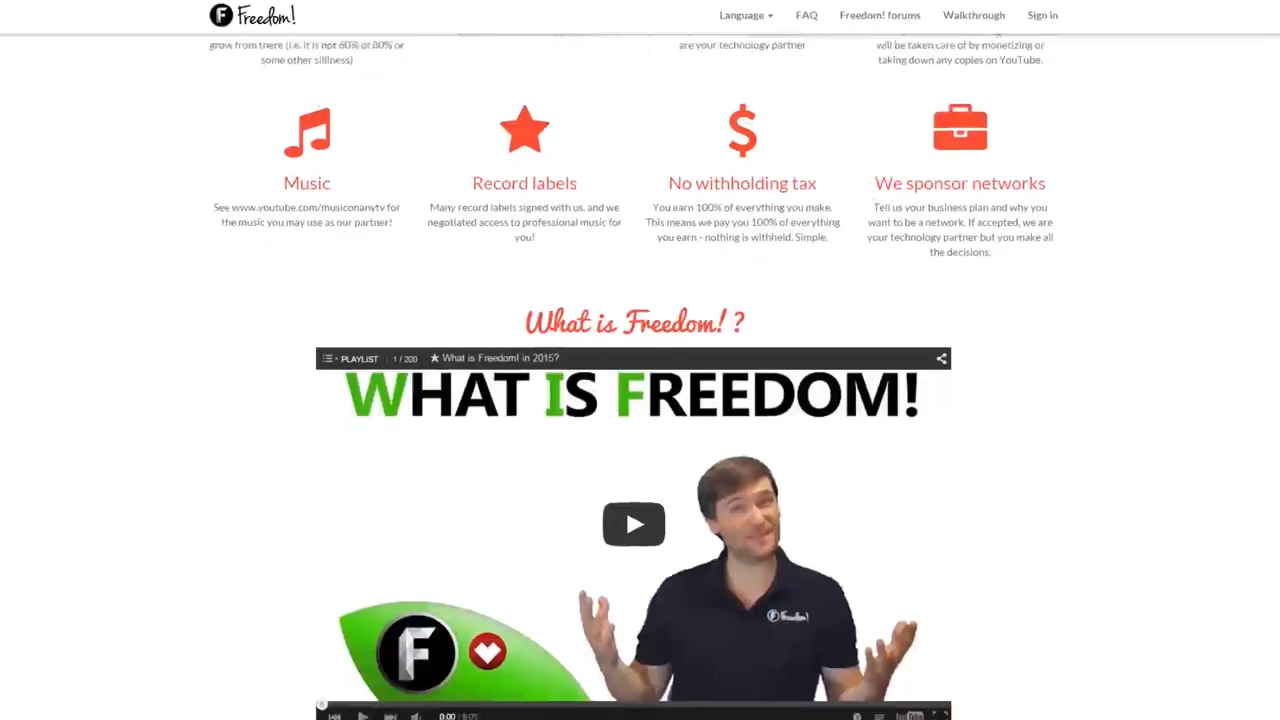 Freedom!
Language
FAQ
Freedom! forums
Walkthrough
Sign in
grow from there (i.e. it is not 60% at 80% or
some other silliness)
are your technology partner
will be taken care of by monetizing or
taking down any copies on YouTube.
Music
See www.youtube.com/musiconanytv for
the music you may use as our partner!
Record labels
Many record labels signed with us, and we
negotiated access to professional music for
you!
No withholding tax
You earn 100% of everything you make.
This means we pay you 100% of everything
you earn - nothing is withheld. Simple.
We sponsor networks
Tell us your business plan and why you
want to be a network. If accepted, we are
your technology partner but you make all
the decisions.
What is Freedom! ?
PLAYLIST 1 / 200 ★ What is Freedom! in 2015?
WHAT IS FREEDOM!
F Freedom!
F
0:00